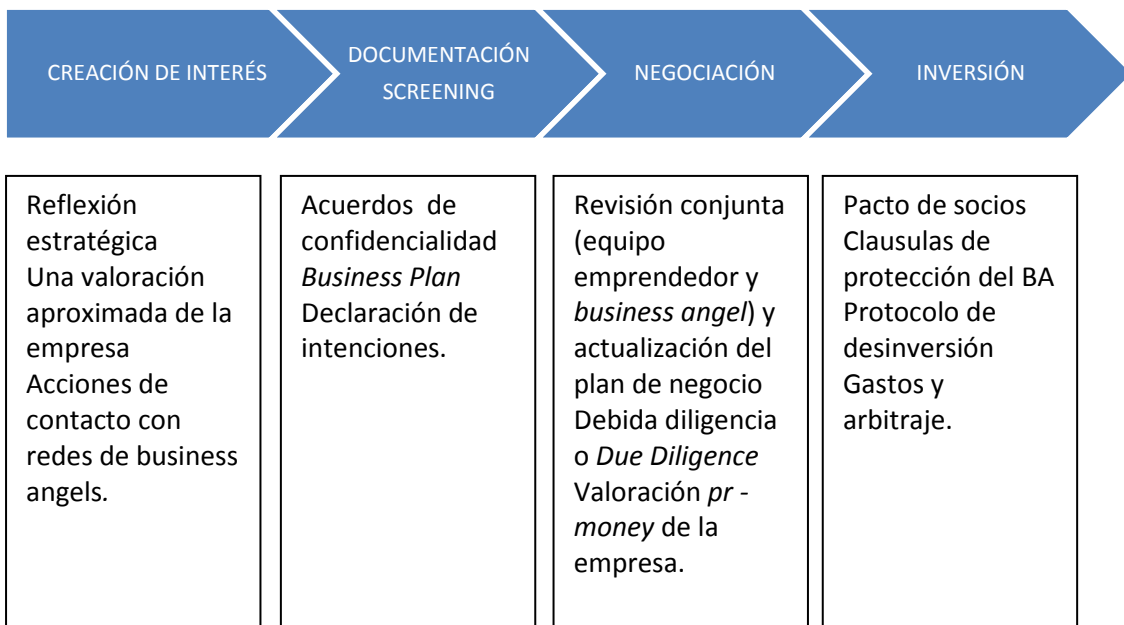 CREACIÓN DE INTERÉS
DOCUMENTACIÓN
SCREENING
NEGOCIACIÓN
INVERSIÓN
Reflexión
estratégica
Una valoración
aproximada de la
empresa
Acciones de
contacto con
redes de business
angels.
Acuerdos de
confidencialidad
Business Plan
Declaración de
intenciones.
Revisión conjunta
(equipo
emprendedor y
business angel) y
actualización del
plan de negocio
Debida diligencia
o Due Diligence
Valoración pr -
money de la
empresa.
Pacto de socios
Clausulas de
protección del BA
Protocolo de
desinversión
Gastos y
arbitraje.